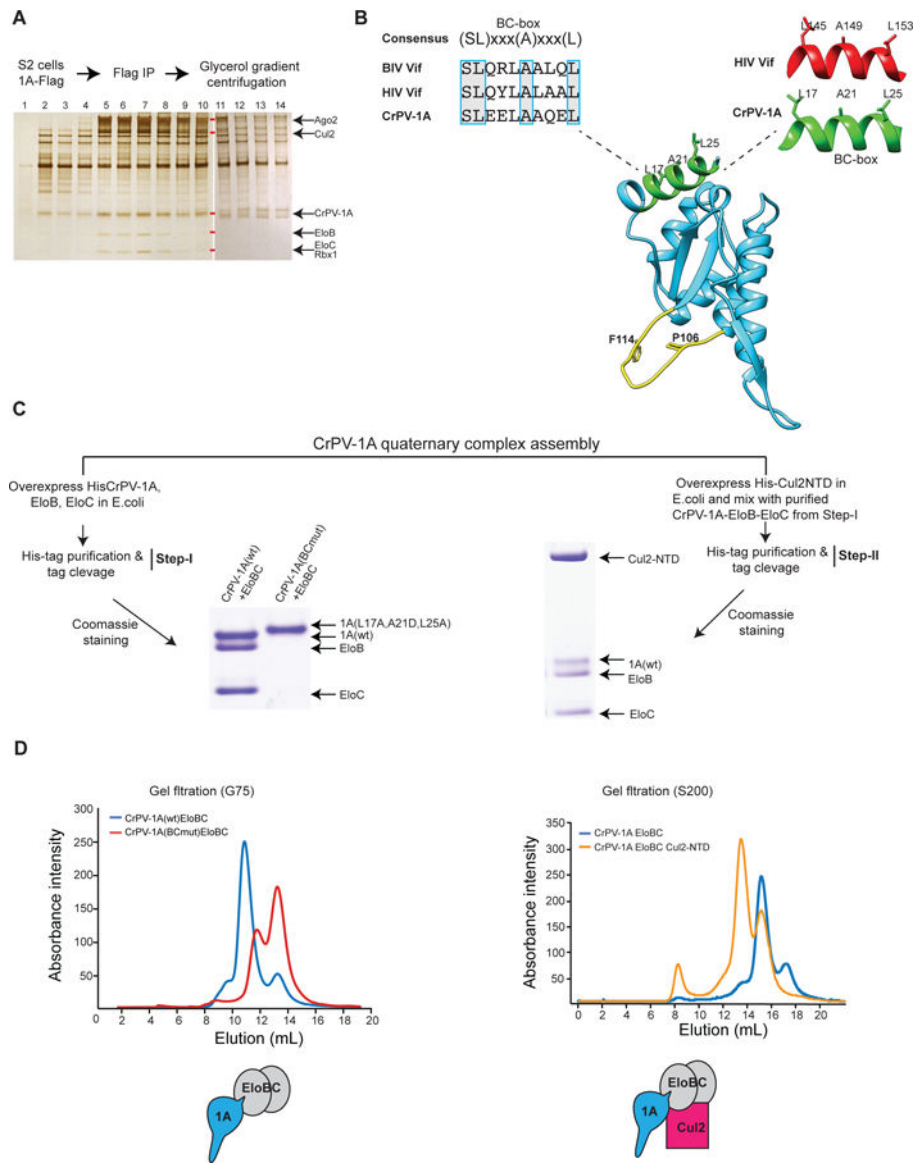 A
S2 cells
1A-Flag
Flag IP
Glycerol gradient
centrifugation
1 2 3 4 5 6 7 8 9 10 11 12 13 14
Ago2
Cul2
CrPV-1A
EloB
EloC
Rbx1
B
BC-box
Consensus (SL)xxx(A)xxx(L)
BIV Vif SLQRLAALQL
HIV Vif SLQYLALAAL
CrPV-1A SLEELAAQEL
L145 A149 L153
HIV Vif
L17 A21 L25
CrPV-1A
BC-box
L25
A21
L17
F114
P106
C
CrPV-1A quaternary complex assembly
Overexpress HisCrPV-1A,
EloB, EloC in E.coli
His-tag purification &
tag clevage
Step-I
Coomassie
staining
CrPV-1A(wt)
+EloBC
CrPV-1A(BCmut)
+EloBC
1A(L17A,A21D,L25A)
1A(wt)
EloB
EloC
Overexpress His-Cul2NTD in
E.coli and mix with purified
CrPV-1A-EloB-EloC from Step-I
His-tag purification &
tag clevage
Step-II
Coomassie
staining
Cul2-NTD
1A(wt)
EloB
EloC
D
Gel fltration (G75)
CrPV-1A(wt)EloBC
CrPV-1A(BCmut)EloBC
Absorbance intensity
300
250
200
150
100
50
0 2 4 6 8 10 12 14 16 18 20
Elution (mL)
1A
EloBC
Gel fltration (S200)
CrPV-1A EloBC
CrPV-1A EloBC Cul2-NTD
Absorbance intensity
350
300
250
200
150
100
50
0 2 4 6 8 10 12 14 16 18 20
Elution (mL)
1A
EloBC
Cul2